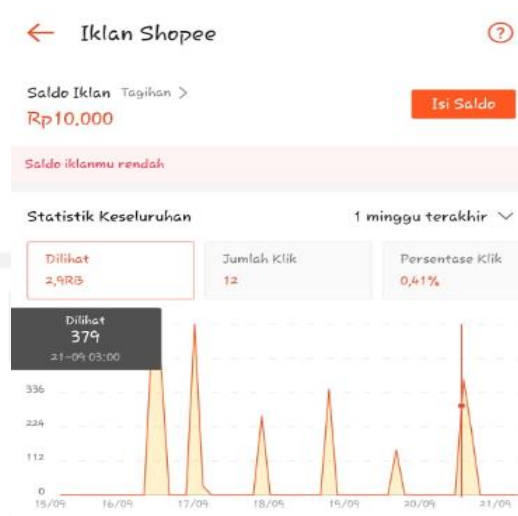 Iklan Shopee
?
Saldo Iklan Tagihan >
Rp10.000
Isi Saldo
Saldo iklanmu rendah
Statistik Keseluruhan 1 minggu terakhir
Dilihat Jumlah Klik Persentase Klik
2,9RB 12 0,41%
Dilihat
379
21-09 03:00
336
224
112
0
15/09 16/09 17/09 18/09 19/09 20/09 21/09